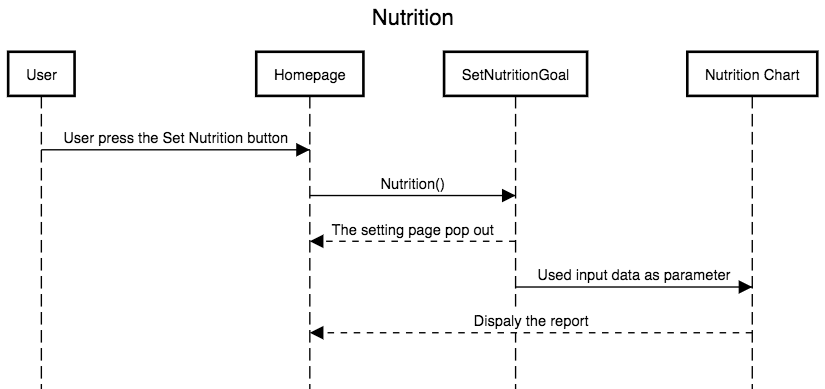 Nutrition
User
Homepage
SetNutritionGoal
Nutrition Chart
User press the Set Nutrition button
Nutrition()
The setting page pop out
Used input data as parameter
Dispaly the report